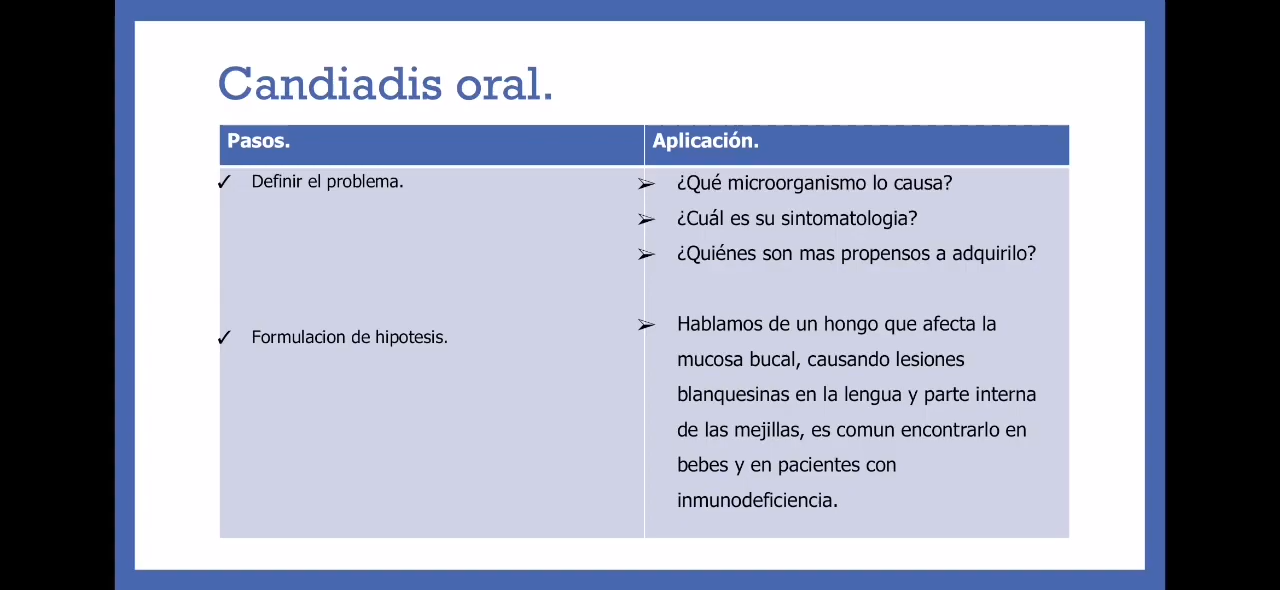 Candiadis oral.
Pasos.
Aplicación.
✓ Definir el problema.
➢ ¿Qué microorganismo lo causa?
➢ ¿Cuál es su sintomatologia?
➢ ¿Quiénes son mas propensos a adquirilo?
✓ Formulacion de hipotesis.
➢ Hablamos de un hongo que afecta la
mucosa bucal, causando lesiones
blanquesinas en la lengua y parte interna
de las mejillas, es comun encontrarlo en
bebes y en pacientes con
inmunodeficiencia.